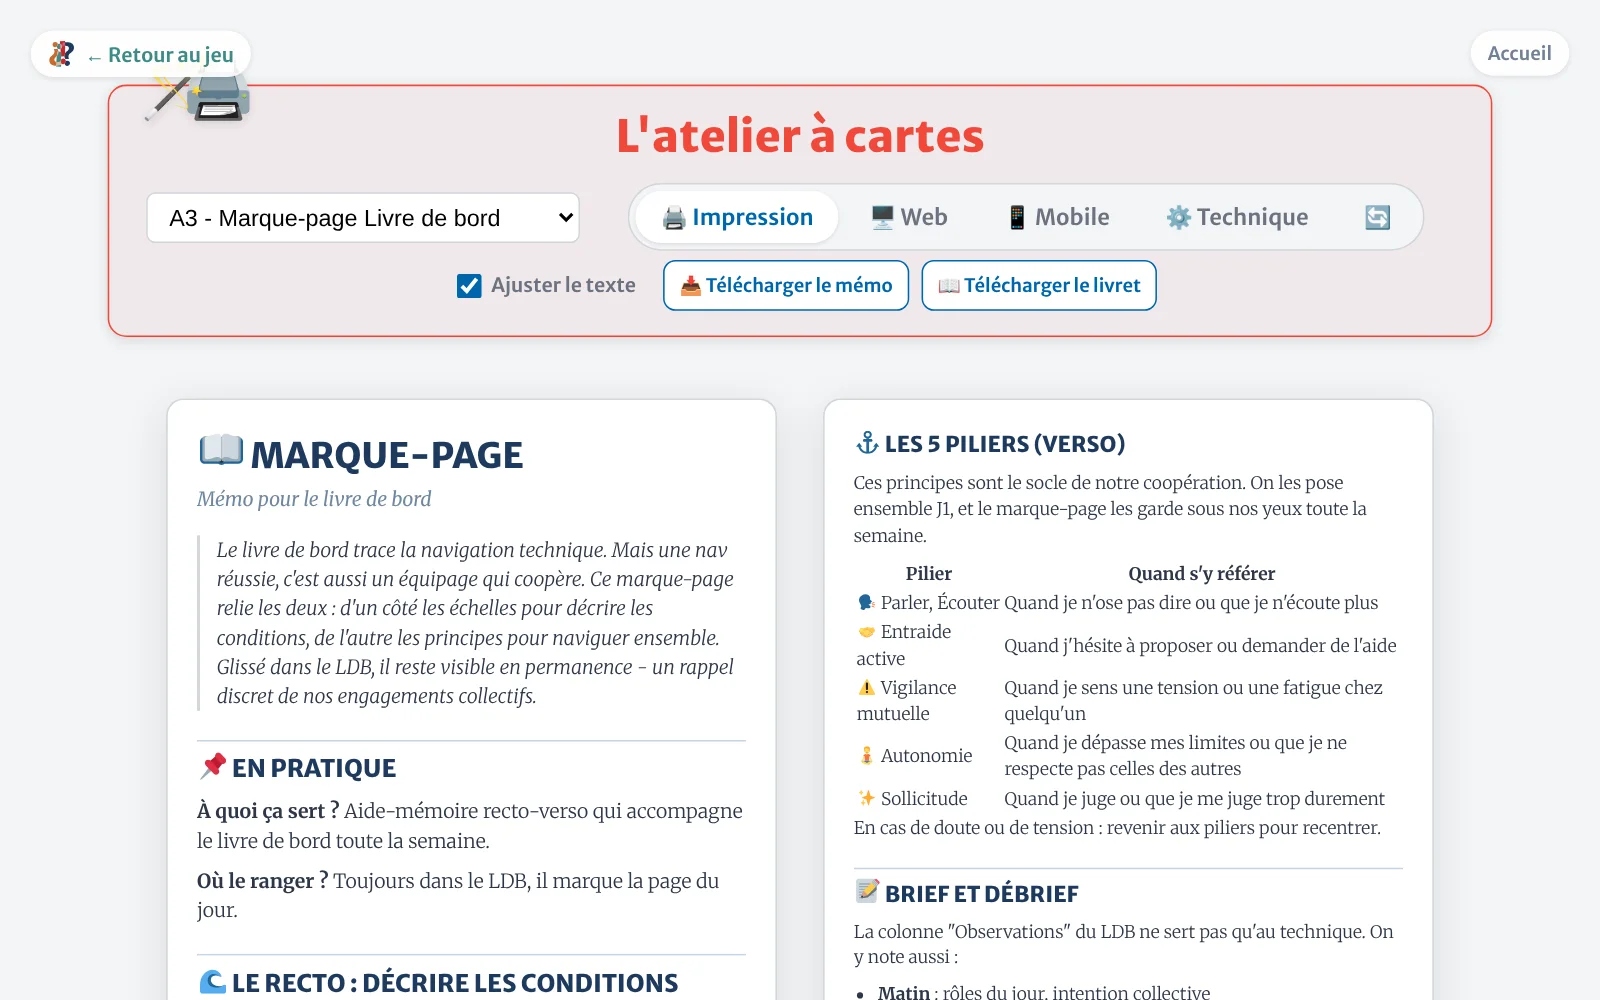 ← Retour au jeu
Accueil
L'atelier à cartes
A3 - Marque-page Livre de bord
Impression
Web
Mobile
Technique
Ajuster le texte
Télécharger le mémo
Télécharger le livret
MARQUE-PAGE
Mémo pour le livre de bord
Le livre de bord trace la navigation technique. Mais une nav
réussie, c'est aussi un équipage qui coopère. Ce marque-page
relie les deux : d'un côté les échelles pour décrire les
conditions, de l'autre les principes pour naviguer ensemble.
Glissé dans le LDB, il reste visible en permanence - un rappel
discret de nos engagements collectifs.
EN PRATIQUE
À quoi ça sert ? Aide-mémoire recto-verso qui accompagne
le livre de bord toute la semaine.
Où le ranger ? Toujours dans le LDB, il marque la page du
jour.
LE RECTO : DÉCRIRE LES CONDITIONS
LES 5 PILIERS (VERSO)
Ces principes sont le socle de notre coopération. On les pose
ensemble J1, et le marque-page les garde sous nos yeux toute la
semaine.
Pilier Quand s'y référer
Parler, Écouter Quand je n'ose pas dire ou que je n'écoute plus
Entraide
active
Quand j'hésite à proposer ou demander de l'aide
Vigilance
mutuelle
Quand je sens une tension ou une fatigue chez
quelqu'un
Autonomie
Quand je dépasse mes limites ou que je ne
respecte pas celles des autres
Sollicitude Quand je juge ou que je me juge trop durement
En cas de doute ou de tension : revenir aux piliers pour recentrer.
BRIEF ET DÉBRIEF
La colonne "Observations" du LDB ne sert pas qu'au technique. On
y note aussi :
• Matin : rôles du jour, intention collective